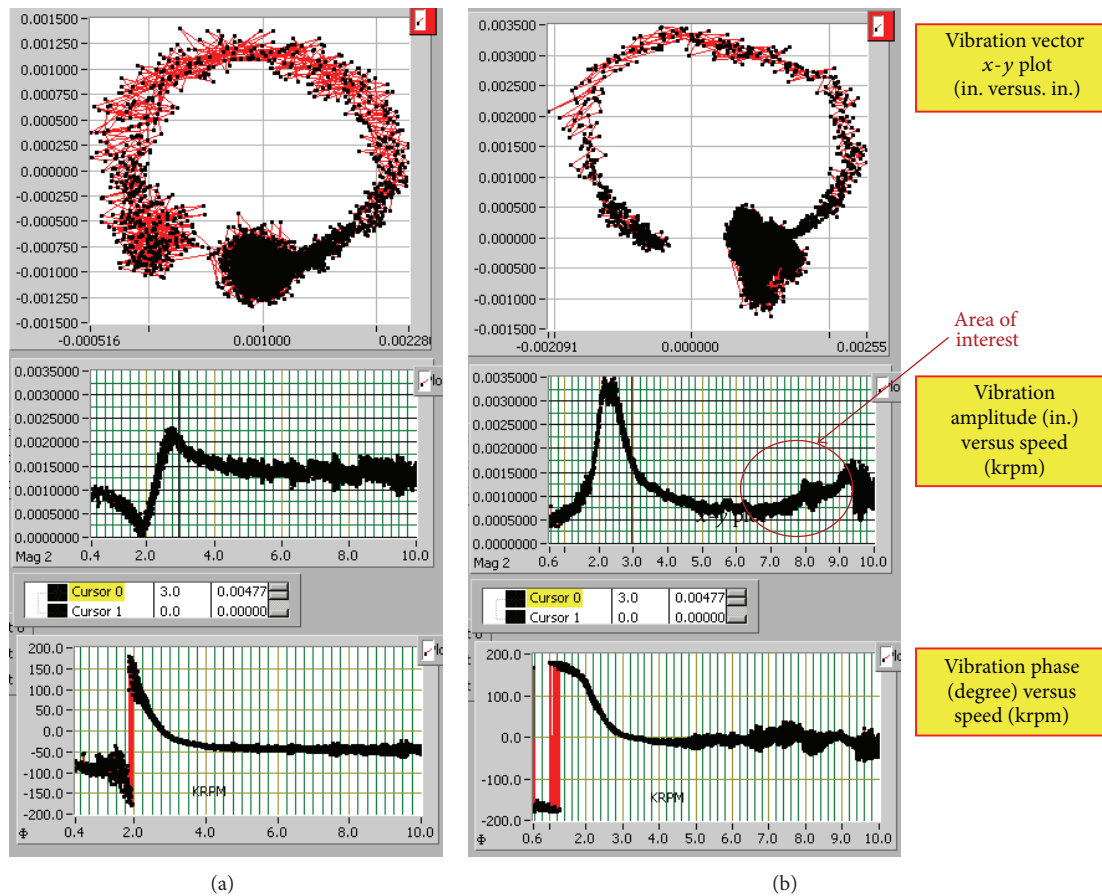 0.001500
0.001250
0.001000
0.000750
0.000500
0.000250
0.000000
-0.000250
-0.000500
-0.000750
-0.001000
-0.001250
-0.001500
-0.000516
0.001000
0.00228
0.0035000
0.0030000
0.0025000
0.0020000
0.0015000
0.0010000
0.0005000
0.0000000
Mag 2
0.4 2.0 4.0 6.0 8.0 10.0
Cursor 0 3.0 0.00477
Cursor 1 0.0 0.00000
200.0
150.0
100.0
50.0
0.0
-50.0
-100.0
-150.0
-200.0
KRPM
Φ
0.4 2.0 4.0 6.0 8.0 10.0
(a)
0.003500
0.003000
0.002500
0.002000
0.001500
0.001000
0.000500
0.000000
-0.000500
-0.001000
-0.001500
-0.002091
0.000000
0.00255
0.0035000
0.0030000
0.0025000
0.0020000
0.0015000
0.0010000
0.0005000
0.0000000
Mag 2
0.6 2.0 3.0 4.0 5.0 6.0 7.0 8.0 9.0 10.0
Cursor 0 3.0 0.00477
Cursor 1 0.0 0.00000
200.0
100.0
0.0
-100.0
-200.0
KRPM
Φ
0.6 2.0 3.0 4.0 5.0 6.0 7.0 8.0 9.0 10.0
(b)
Vibration vector
x-y plot
(in. versus. in.)
Area of
interest
Vibration
amplitude (in.)
versus speed
(krpm)
Vibration phase
(degree) versus
speed (krpm)